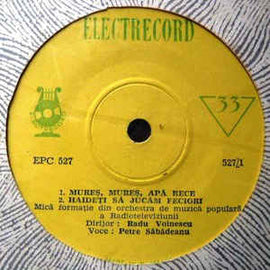 ELECTRECORD
33
EPC 527
527/1
1. MUREȘ, MUREȘ, APĂ RECE
2. HAIDEȚI SĂ JUCĂM FECIORI
Mică formație din orchestra de muzică populară
a Radioteleviziunii
Dirijor: Radu Voinescu
Voce: Petre Săbădeanu